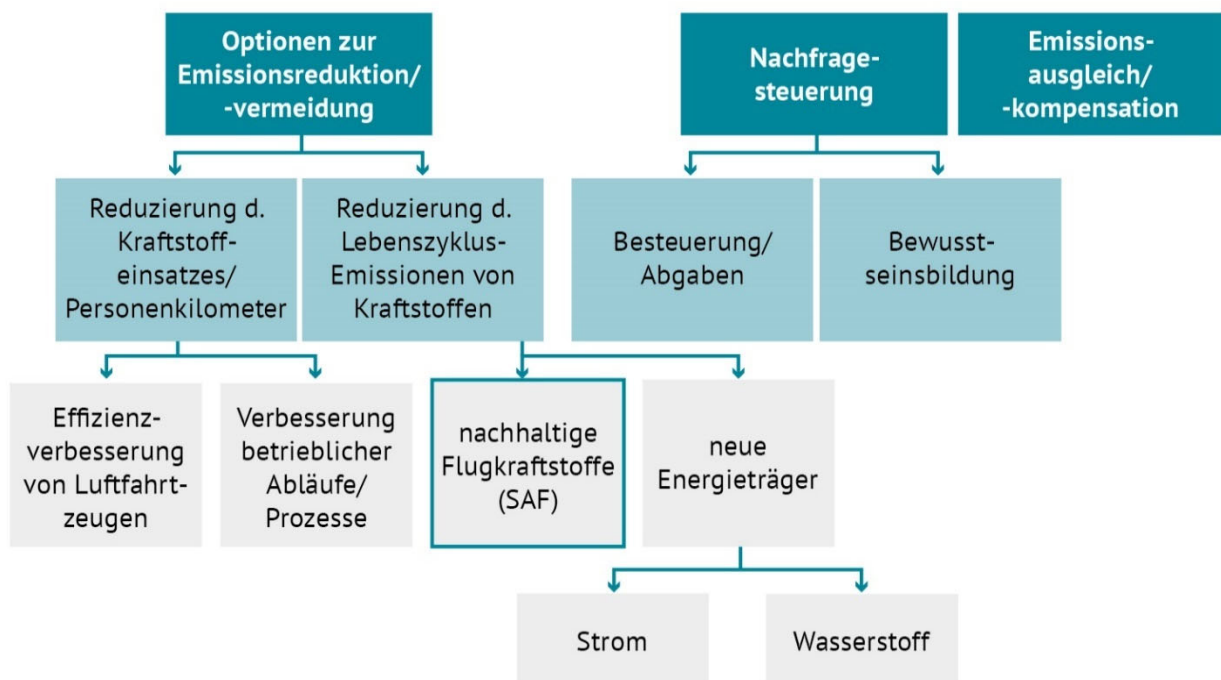 Optionen zur
Emissionsreduktion/
-vermeidung
Nachfrage-
steuerung
Emissions-
ausgleich/
-kompensation
Reduzierung d.
Kraftstoff-
einsatzes/
Personenkilometer
Reduzierung d.
Lebenszyklus-
Emissionen von
Kraftstoffen
Besteuerung/
Abgaben
Bewusst-
seinsbildung
Effizienz-
verbesserung
von Luftfahrt-
zeugen
Verbesserung
betrieblicher
Abläufe/
Prozesse
nachhaltige
Flugkraftstoffe
(SAF)
neue
Energieträger
Strom
Wasserstoff